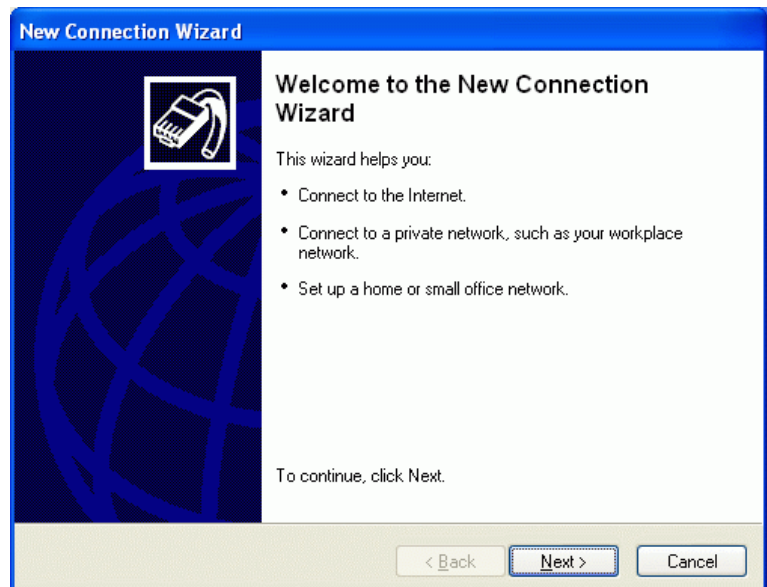 New Connection Wizard
Welcome to the New Connection
Wizard
This wizard helps you:
• Connect to the Internet.
• Connect to a private network, such as your workplace
network.
• Set up a home or small office network.
To continue, click Next.
< Back
Next >
Cancel